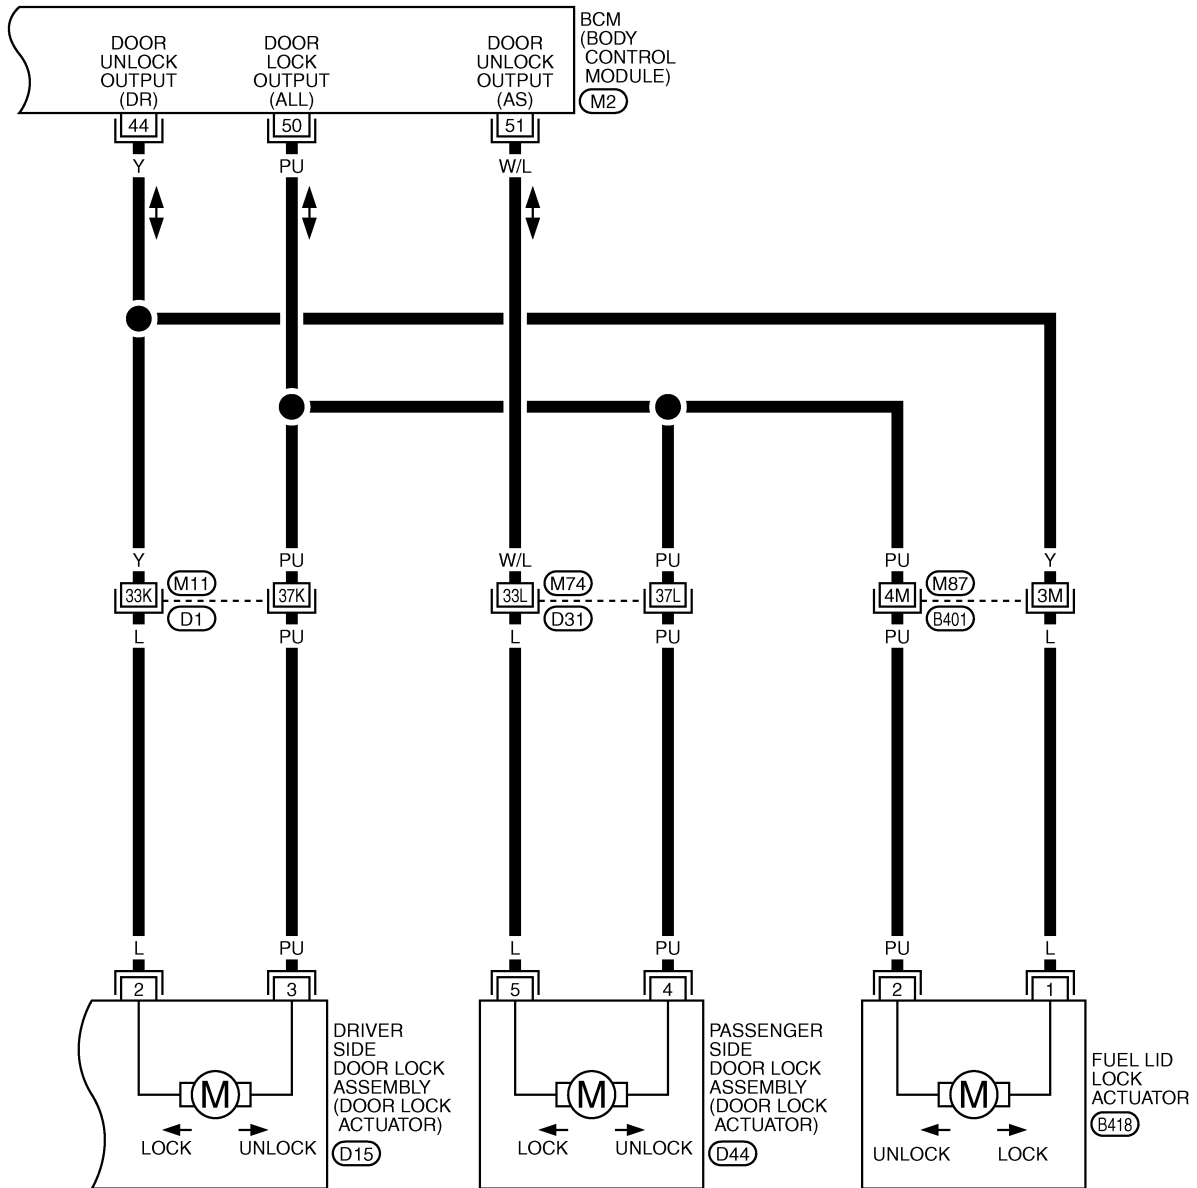 BCM
(BODY
CONTROL
MODULE)
M2
DOOR
UNLOCK
OUTPUT
(DR)
DOOR
LOCK
OUTPUT
(ALL)
DOOR
UNLOCK
OUTPUT
(AS)
44
50
51
Y
PU
W/L
Y
PU
W/L
PU
PU
Y
33K
M11
D1
37K
33L
M74
D31
37L
4M
M87
B401
3M
L
PU
L
PU
PU
L
L
PU
L
PU
PU
L
2
3
5
4
2
1
M
LOCK
UNLOCK
DRIVER
SIDE
DOOR LOCK
ASSEMBLY
(DOOR LOCK
ACTUATOR)
D15
M
LOCK
UNLOCK
PASSENGER
SIDE
DOOR LOCK
ASSEMBLY
(DOOR LOCK
ACTUATOR)
D44
M
UNLOCK
LOCK
FUEL LID
LOCK
ACTUATOR
B418